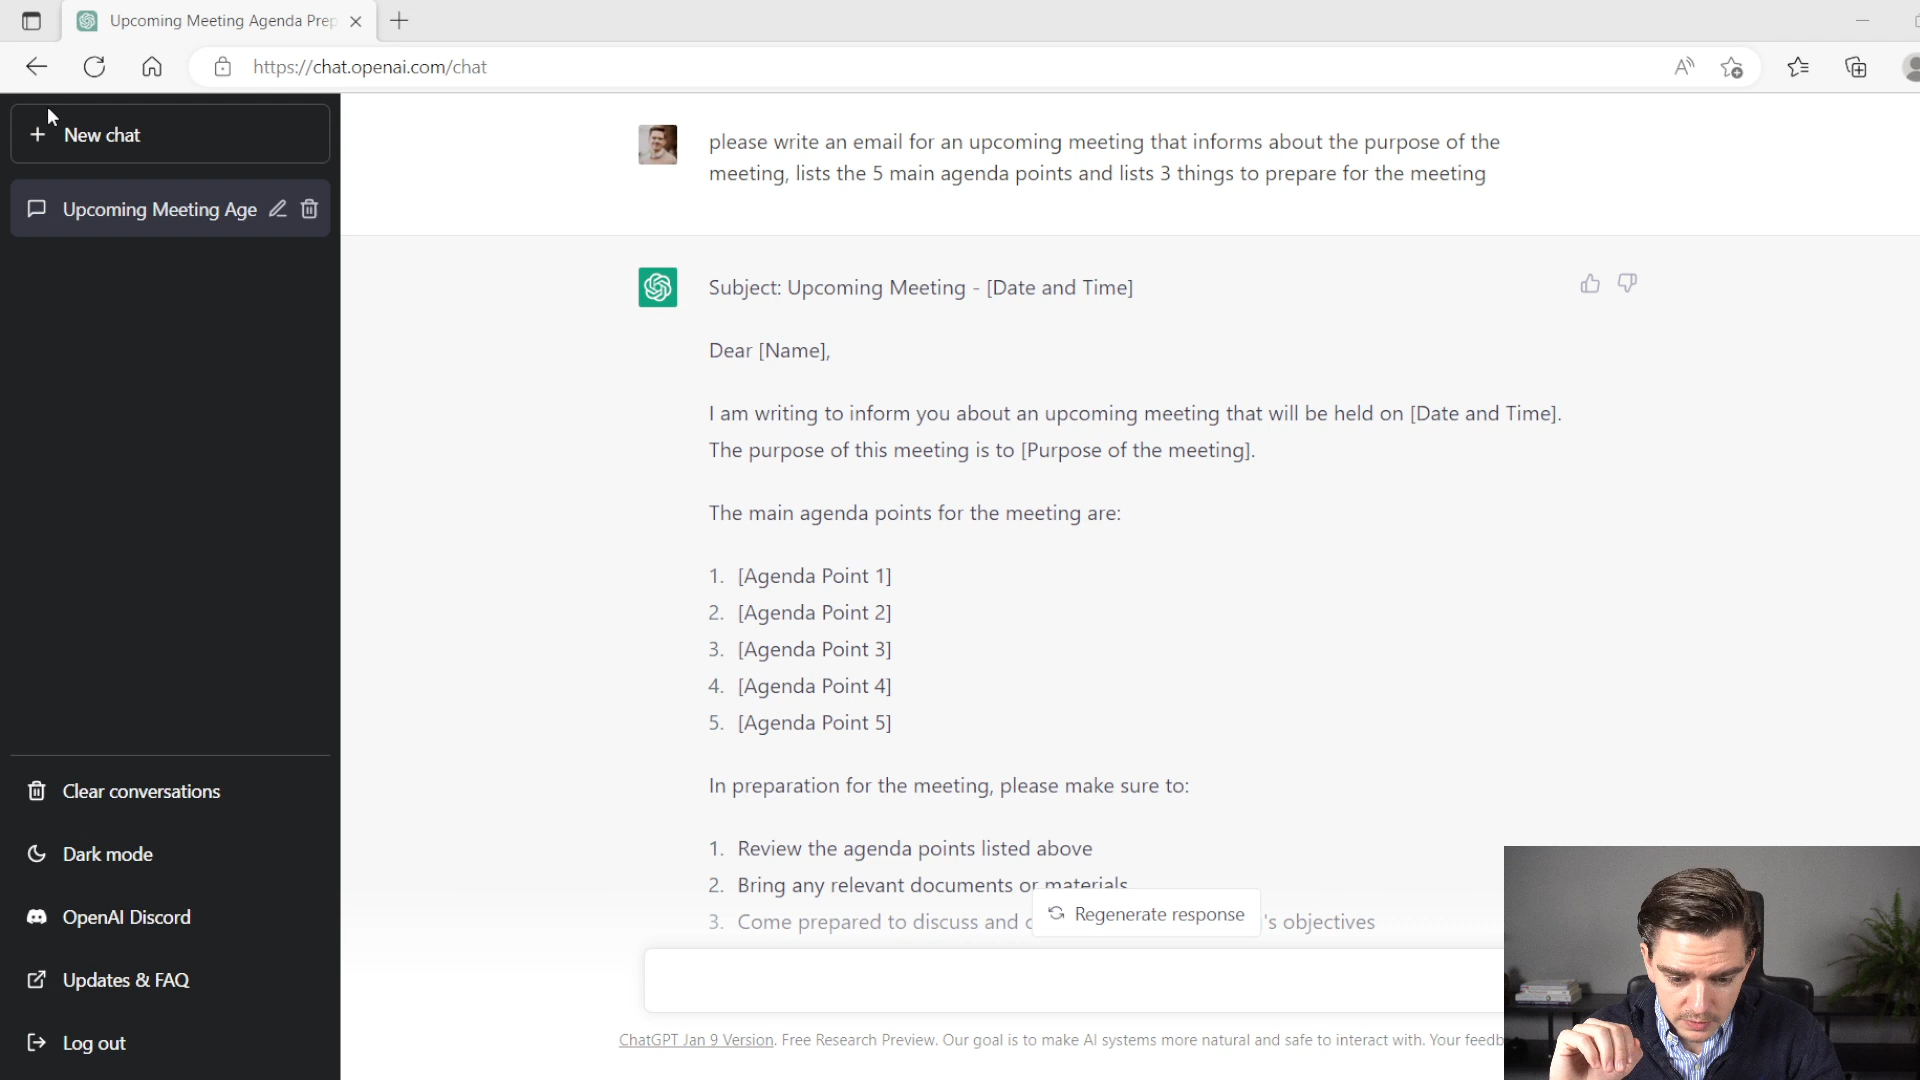 Upcoming Meeting Agenda Prep
https://chat.openai.com/chat
New chat
Upcoming Meeting Age
Clear conversations
Dark mode
OpenAI Discord
Updates & FAQ
Log out
please write an email for an upcoming meeting that informs about the purpose of the
meeting, lists the 5 main agenda points and lists 3 things to prepare for the meeting
Subject: Upcoming Meeting - [Date and Time]
Dear [Name],
I am writing to inform you about an upcoming meeting that will be held on [Date and Time].
The purpose of this meeting is to [Purpose of the meeting].
The main agenda points for the meeting are:
1. [Agenda Point 1]
2. [Agenda Point 2]
3. [Agenda Point 3]
4. [Agenda Point 4]
5. [Agenda Point 5]
In preparation for the meeting, please make sure to:
1. Review the agenda points listed above
2. Bring any relevant documents or materials
3. Come prepared to discuss and 's objectives
Regenerate response
ChatGPT Jan 9 Version. Free Research Preview. Our goal is to make AI systems more natural and safe to interact with. Your feedb